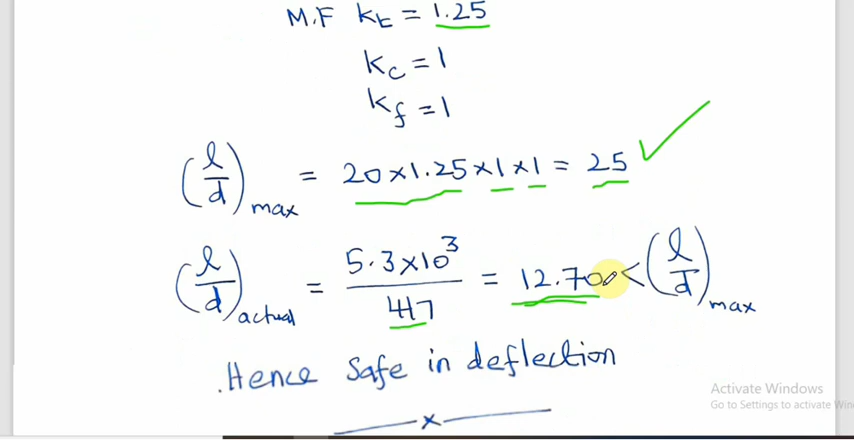 M.F kt = 1.25
kc = 1
kf = 1
(l/d)max = 20 × 1.25 × 1 × 1 = 25 ✓
(l/d)actual = 5.3×10³/417 = 12.700 < (l/d)max
.Hence Safe in deflection
x
Activate Windows
Go to Settings to activate Win